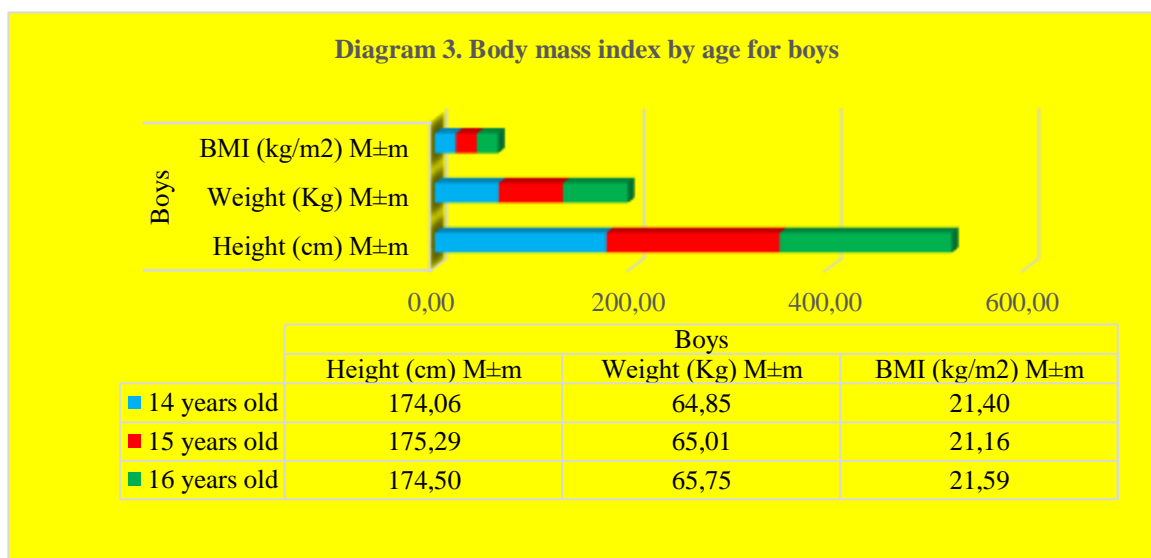 Diagram 3. Body mass index by age for boys
Boys
BMI (kg/m2) M±m
Weight (Kg) M±m
Height (cm) M±m
0,00 200,00 400,00 600,00
Boys
Height (cm) M±m Weight (Kg) M±m BMI (kg/m2) M±m
14 years old 174,06 64,85 21,40
15 years old 175,29 65,01 21,16
16 years old 174,50 65,75 21,59